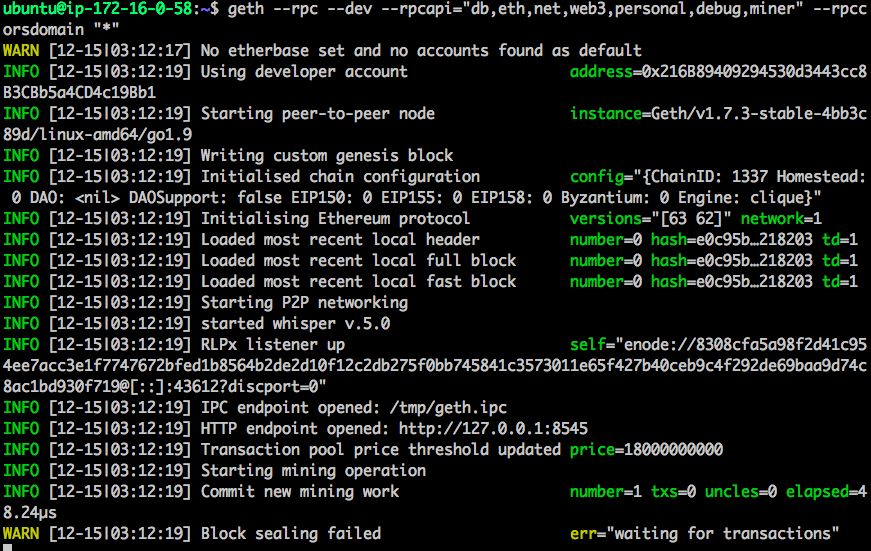 ubuntu@ip-172-16-0-58:~$ geth --rpc --dev --rpcapi="db,eth,net,web3,personal,debug,miner" --rpcc
orsdomain "*"
WARN [12-15|03:12:17] No etherbase set and no accounts found as default
INFO [12-15|03:12:19] Using developer account                  address=0x216B89409294530d3443cc8
B3CBb5a4CD4c19Bb1
INFO [12-15|03:12:19] Starting peer-to-peer node               instance=Geth/v1.7.3-stable-4bb3c
89d/linux-amd64/go1.9
INFO [12-15|03:12:19] Writing custom genesis block
INFO [12-15|03:12:19] Initialised chain configuration          config="{ChainID: 1337 Homestead:
 0 DAO: <nil> DAOSupport: false EIP150: 0 EIP155: 0 EIP158: 0 Byzantium: 0 Engine: clique}"
INFO [12-15|03:12:19] Initialising Ethereum protocol           versions="[63 62]" network=1
INFO [12-15|03:12:19] Loaded most recent local header          number=0 hash=e0c95b…218203 td=1
INFO [12-15|03:12:19] Loaded most recent local full block      number=0 hash=e0c95b…218203 td=1
INFO [12-15|03:12:19] Loaded most recent local fast block      number=0 hash=e0c95b…218203 td=1
INFO [12-15|03:12:19] Starting P2P networking
INFO [12-15|03:12:19] started whisper v.5.0
INFO [12-15|03:12:19] RLPx listener up                         self="enode://8308cfa5a98f2d41c95
4ee7acc3e1f7747672bfed1b8564b2de2d10f12c2db275f0bb745841c3573011e65f427b40ceb9c4f292de69baa9d74c
8ac1bd930f719@[::]:43612?discport=0"
INFO [12-15|03:12:19] IPC endpoint opened: /tmp/geth.ipc
INFO [12-15|03:12:19] HTTP endpoint opened: http://127.0.0.1:8545
INFO [12-15|03:12:19] Transaction pool price threshold updated price=18000000000
INFO [12-15|03:12:19] Starting mining operation
INFO [12-15|03:12:19] Commit new mining work                   number=1 txs=0 uncles=0 elapsed=4
8.24µs
WARN [12-15|03:12:19] Block sealing failed                     err="waiting for transactions"